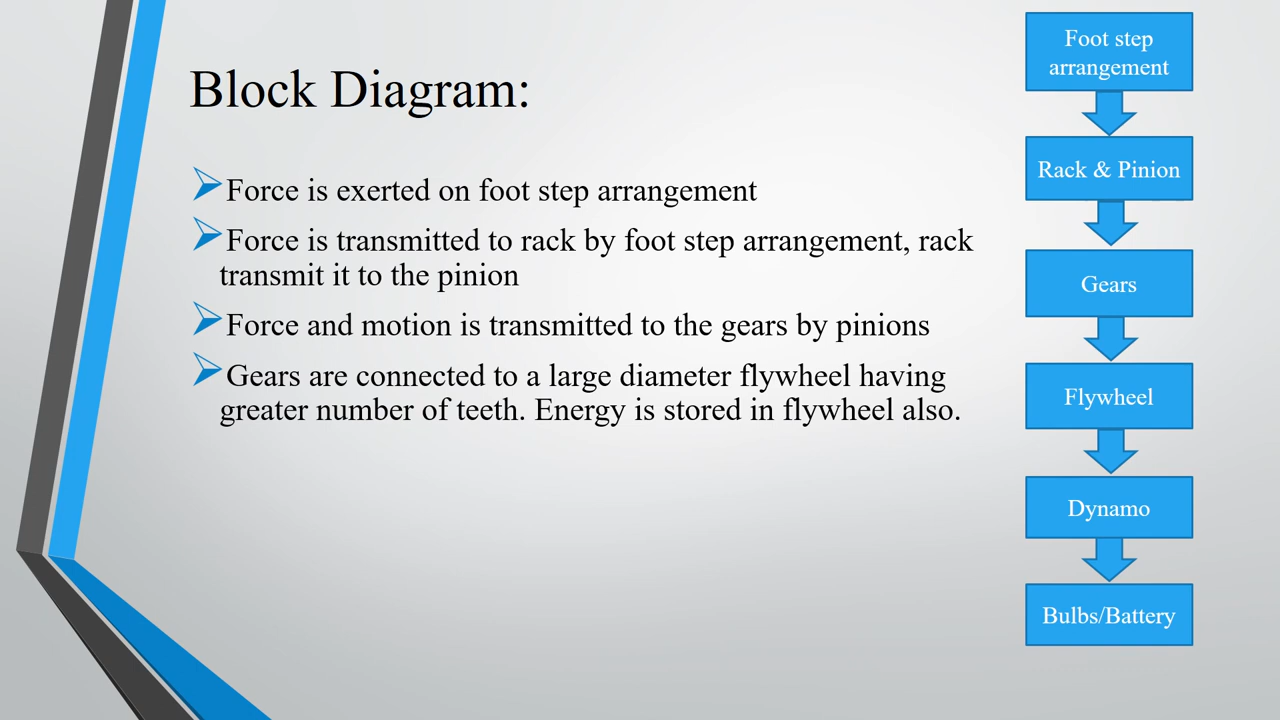 Block Diagram:
Force is exerted on foot step arrangement
Force is transmitted to rack by foot step arrangement, rack
transmit it to the pinion
Force and motion is transmitted to the gears by pinions
Gears are connected to a large diameter flywheel having
greater number of teeth. Energy is stored in flywheel also.
Foot step
arrangement
Rack & Pinion
Gears
Flywheel
Dynamo
Bulbs/Battery